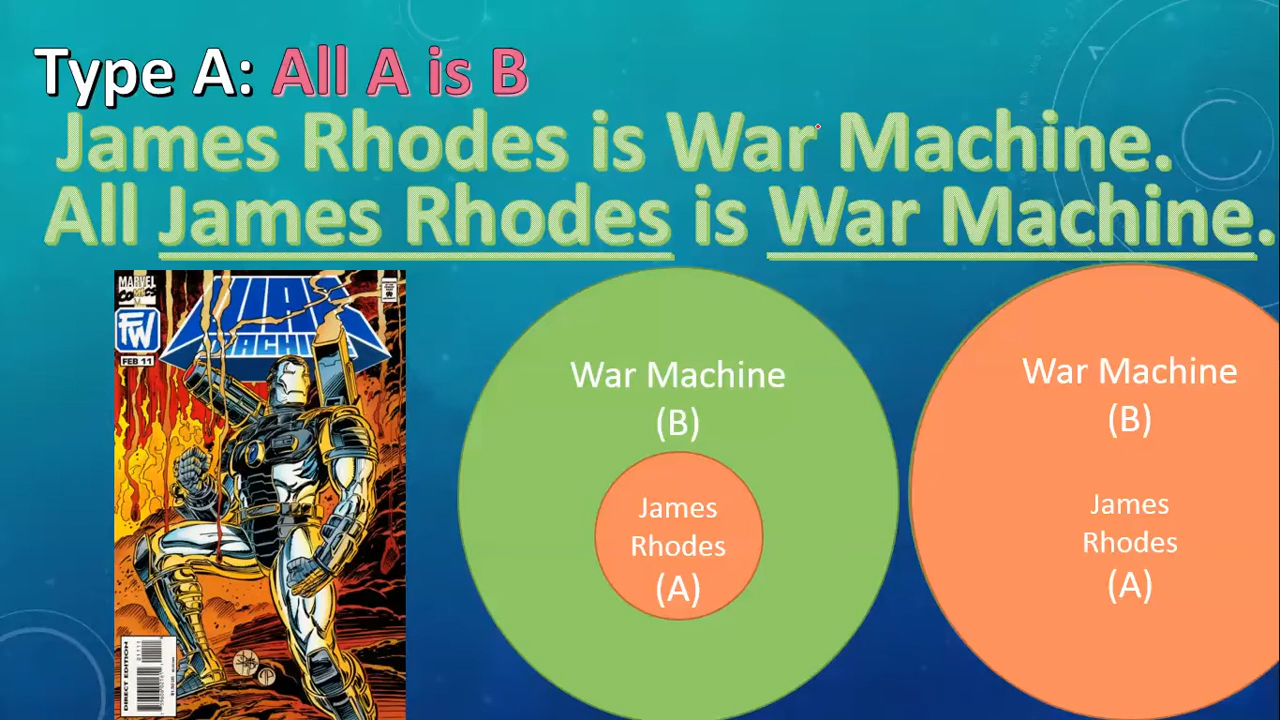 Type A: All A is B
James Rhodes is War Machine.
All James Rhodes is War Machine.
MARVEL
COMICS
FW
FEB 11
WAR
MACHINE
DIRECT EDITION
War Machine
(B)
James
Rhodes
(A)
War Machine
(B)
James
Rhodes
(A)